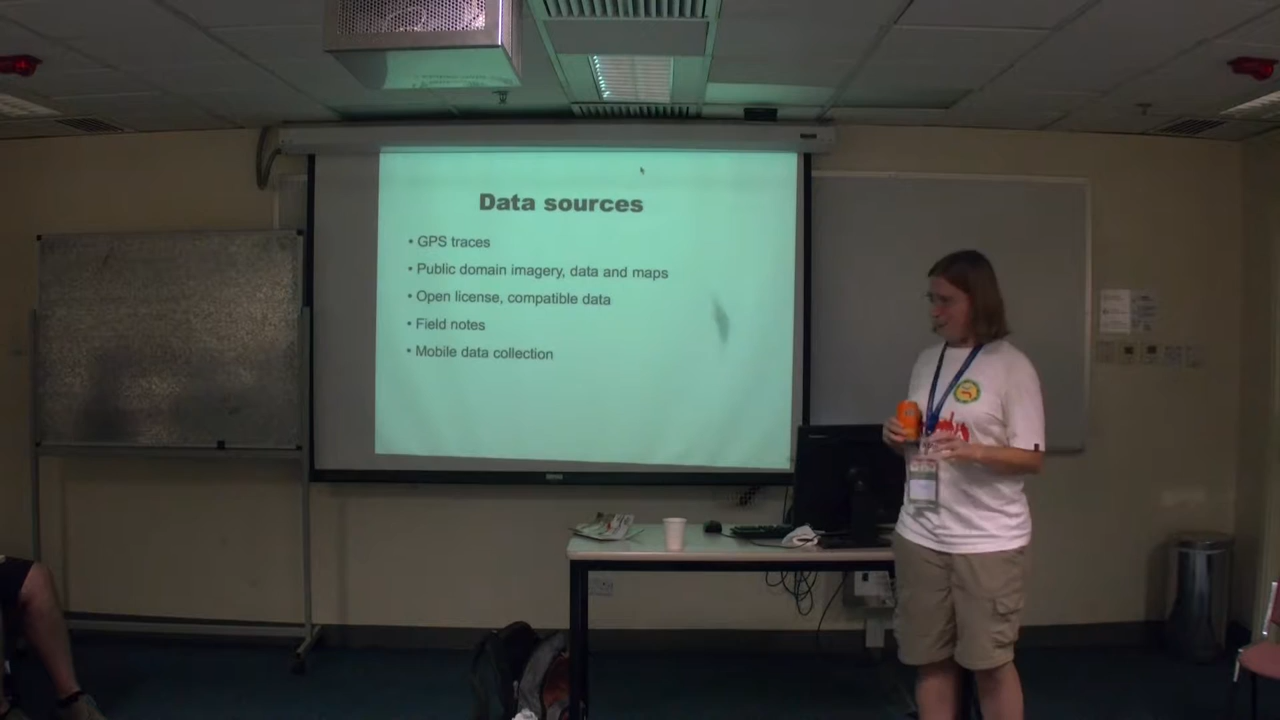 Data sources
• GPS traces
• Public domain imagery, data and maps
• Open license, compatible data
• Field notes
• Mobile data collection